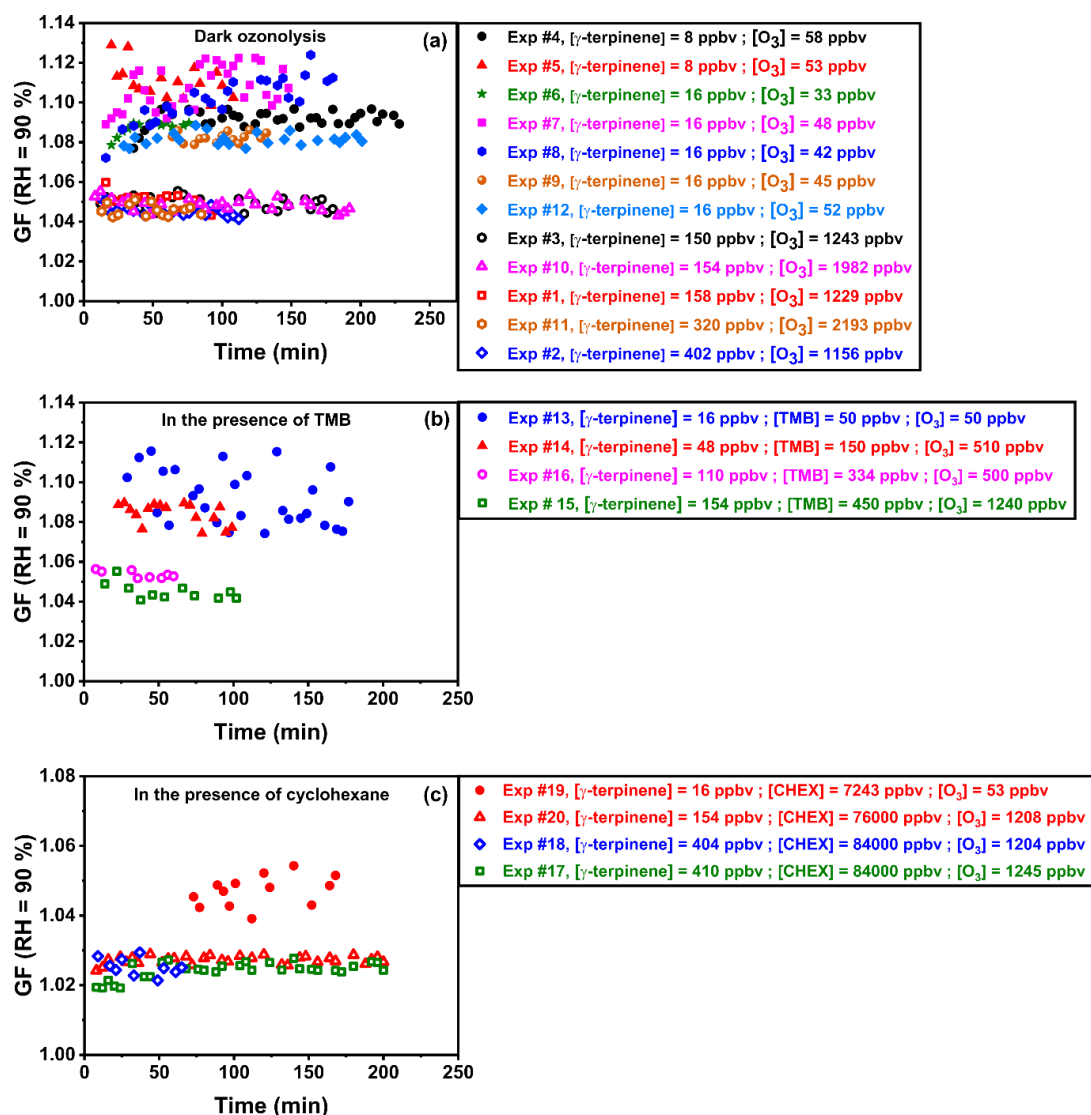 Dark ozonolysis
(a)
GF (RH = 90 %)
1.14
1.12
1.10
1.08
1.06
1.04
1.02
1.00
0 50 100 150 200 250
Time (min)
Exp #4, [γ-terpinene] = 8 ppbv ; [O3] = 58 ppbv
Exp #5, [γ-terpinene] = 8 ppbv ; [O3] = 53 ppbv
Exp #6, [γ-terpinene] = 16 ppbv ; [O3] = 33 ppbv
Exp #7, [γ-terpinene] = 16 ppbv ; [O3] = 48 ppbv
Exp #8, [γ-terpinene] = 16 ppbv ; [O3] = 42 ppbv
Exp #9, [γ-terpinene] = 16 ppbv ; [O3] = 45 ppbv
Exp #12, [γ-terpinene] = 16 ppbv ; [O3] = 52 ppbv
Exp #3, [γ-terpinene] = 150 ppbv ; [O3] = 1243 ppbv
Exp #10, [γ-terpinene] = 154 ppbv ; [O3] = 1982 ppbv
Exp #1, [γ-terpinene] = 158 ppbv ; [O3] = 1229 ppbv
Exp #11, [γ-terpinene] = 320 ppbv ; [O3] = 2193 ppbv
Exp #2, [γ-terpinene] = 402 ppbv ; [O3] = 1156 ppbv
In the presence of TMB
(b)
GF (RH = 90 %)
1.14
1.12
1.10
1.08
1.06
1.04
1.02
1.00
0 50 100 150 200 250
Time (min)
Exp #13, [γ-terpinene] = 16 ppbv ; [TMB] = 50 ppbv ; [O3] = 50 ppbv
Exp #14, [γ-terpinene] = 48 ppbv ; [TMB] = 150 ppbv ; [O3] = 510 ppbv
Exp #16, [γ-terpinene] = 110 ppbv ; [TMB] = 334 ppbv ; [O3] = 500 ppbv
Exp # 15, [γ-terpinene] = 154 ppbv ; [TMB] = 450 ppbv ; [O3] = 1240 ppbv
In the presence of cyclohexane
(c)
GF (RH = 90 %)
1.08
1.06
1.04
1.02
1.00
0 50 100 150 200 250
Time (min)
Exp #19, [γ-terpinene] = 16 ppbv ; [CHEX] = 7243 ppbv ; [O3] = 53 ppbv
Exp #20, [γ-terpinene] = 154 ppbv ; [CHEX] = 76000 ppbv ; [O3] = 1208 ppbv
Exp #18, [γ-terpinene] = 404 ppbv ; [CHEX] = 84000 ppbv ; [O3] = 1204 ppbv
Exp #17, [γ-terpinene] = 410 ppbv ; [CHEX] = 84000 ppbv ; [O3] = 1245 ppbv